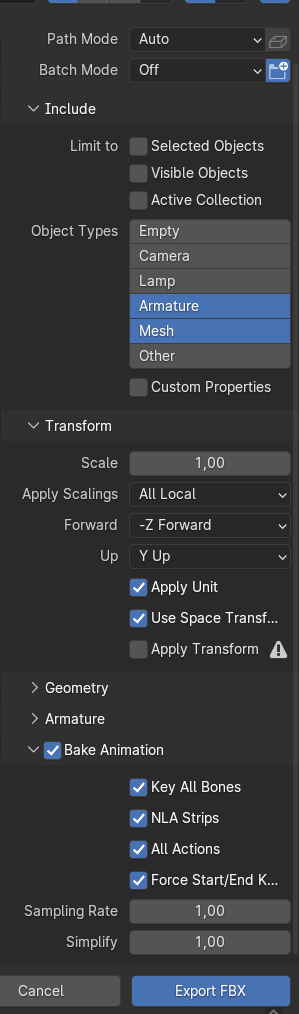 Path Mode Auto
Batch Mode Off
Include
Limit to Selected Objects
Visible Objects
Active Collection
Object Types Empty
Camera
Lamp
Armature
Mesh
Other
Custom Properties
Transform
Scale 1,00
Apply Scalings All Local
Forward -Z Forward
Up Y Up
Apply Unit
Use Space Transf...
Apply Transform
Geometry
Armature
Bake Animation
Key All Bones
NLA Strips
All Actions
Force Start/End K...
Sampling Rate 1,00
Simplify 1,00
Cancel Export FBX